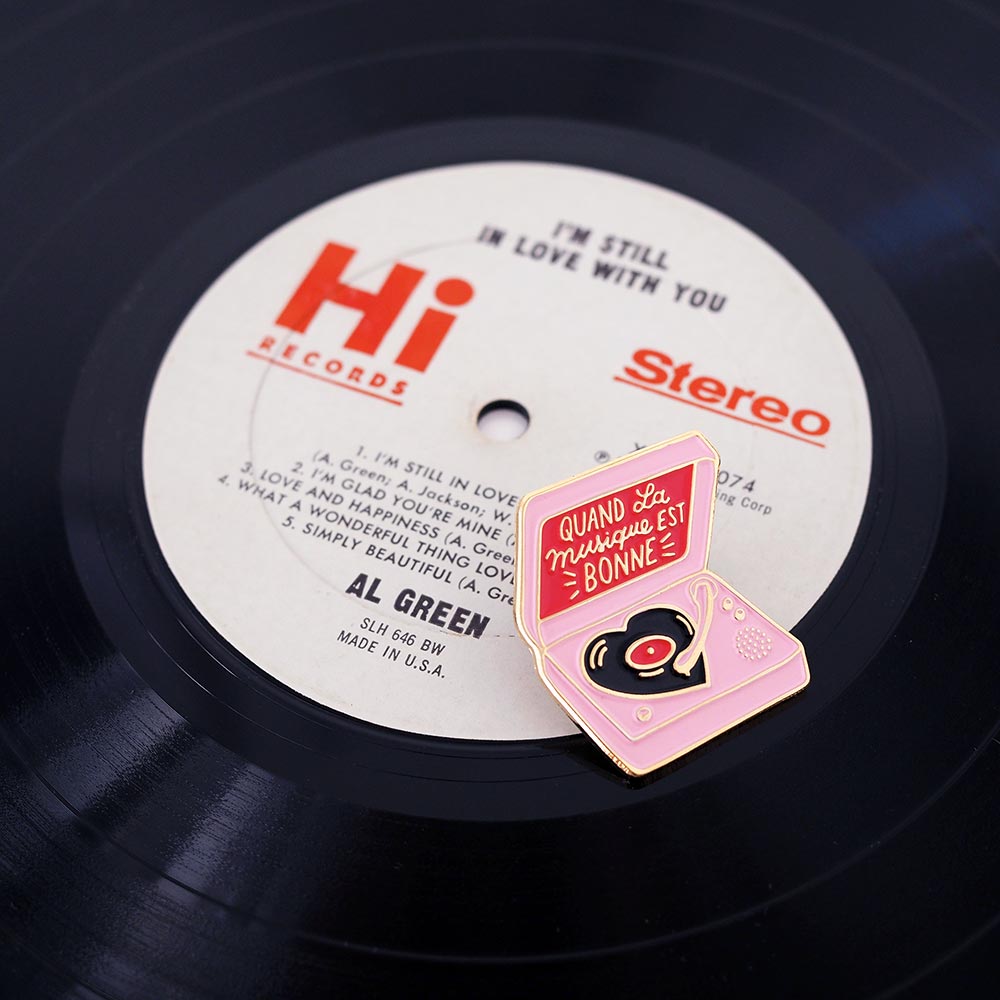 I'M STILL
IN LOVE WITH YOU
Hi
RECORDS
Stereo
074
℗
Corp
1. I'M STILL IN LOVE
(A. Green; A. Jackson; W.
2. I'M GLAD YOU'RE MINE (
3. LOVE AND HAPPINESS (A. Green
4. WHAT A WONDERFUL THING LOVE
5. SIMPLY BEAUTIFUL (A. Gre
AL GREEN
SLH 646 BW
MADE IN U.S.A.
QUAND La
musique EST
BONNE